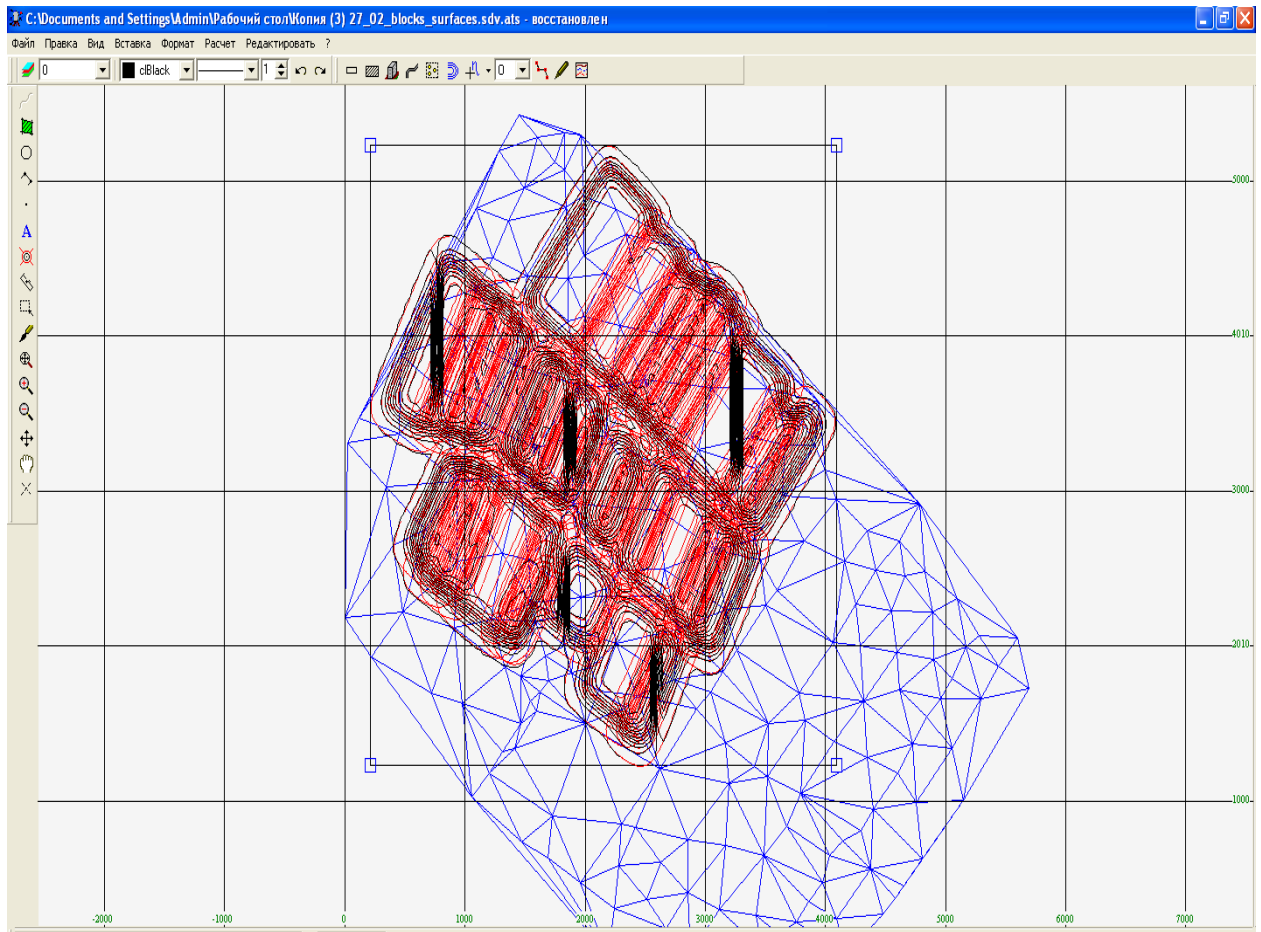 C:\Documents and Settings\Admin\Рабочий стол\Копия (3) 27_02_blocks_surfaces.sdv.ats - восстановлен
Файл Правка Вид Вставка Формат Расчет Редактировать ?
0 clBlack 1 0
A
5000
4010
3000
2010
1000
-2000 -1000 0 1000 2000 3000 4000 5000 6000 7000